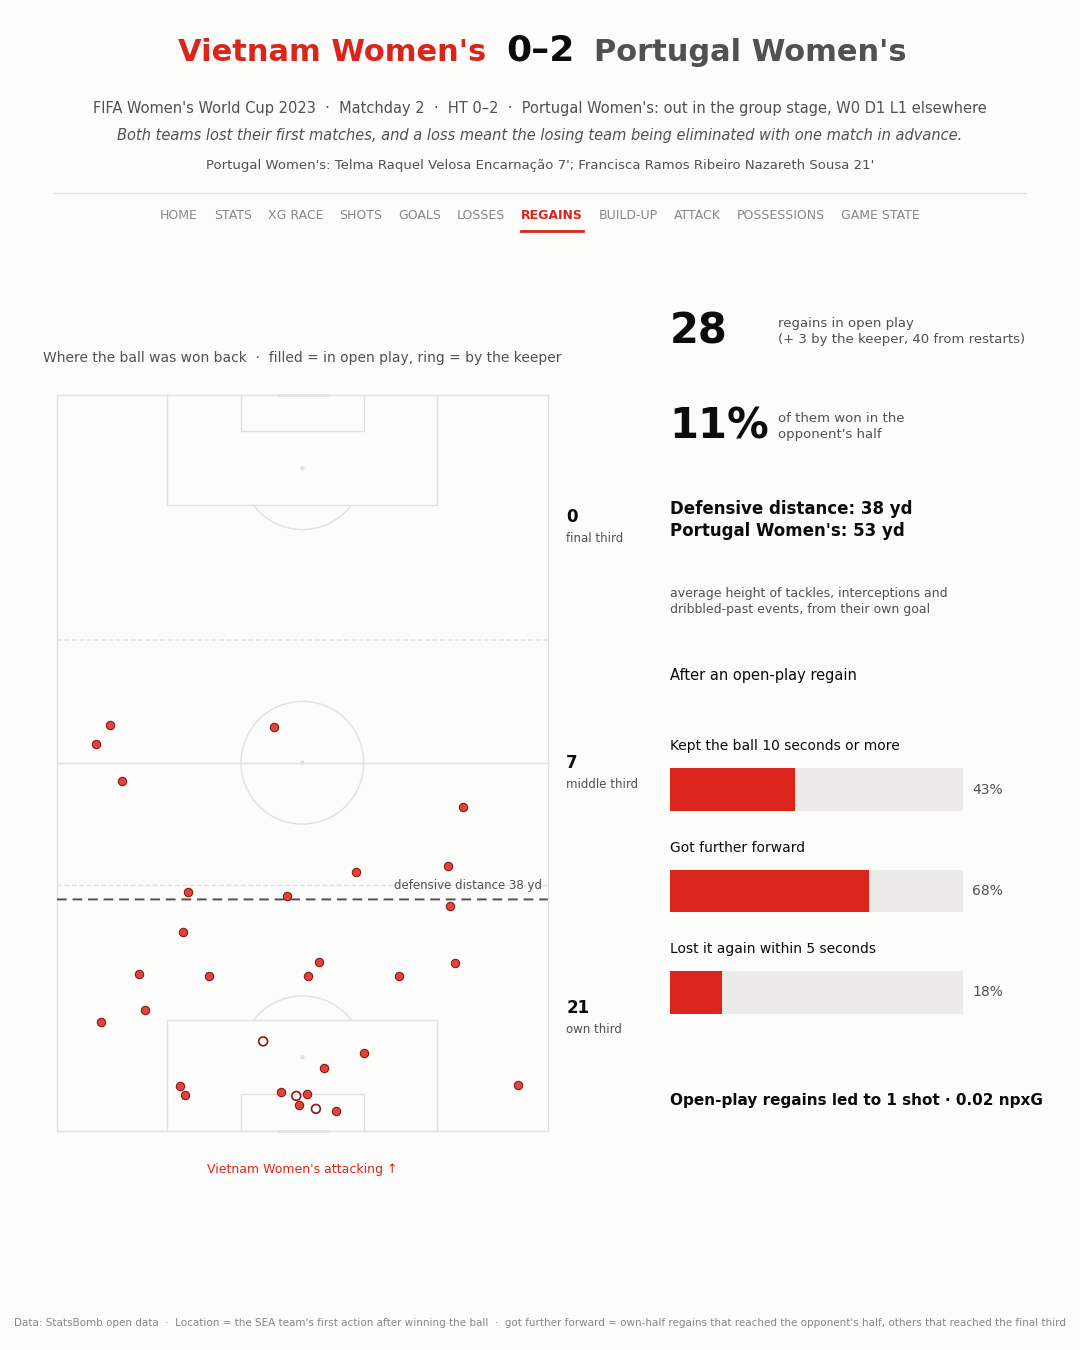 Vietnam Women's 0–2 Portugal Women's
FIFA Women's World Cup 2023 · Matchday 2 · HT 0–2 · Portugal Women's: out in the group stage, W0 D1 L1 elsewhere
Both teams lost their first matches, and a loss meant the losing team being eliminated with one match in advance.
Portugal Women's: Telma Raquel Velosa Encarnação 7'; Francisca Ramos Ribeiro Nazareth Sousa 21'
HOME STATS XG RACE SHOTS GOALS LOSSES REGAINS BUILD-UP ATTACK POSSESSIONS GAME STATE
Where the ball was won back · filled = in open play, ring = by the keeper
0
final third
7
middle third
defensive distance 38 yd
21
own third
Vietnam Women's attacking ↑
28
regains in open play
(+ 3 by the keeper, 40 from restarts)
11%
of them won in the
opponent's half
Defensive distance: 38 yd
Portugal Women's: 53 yd
average height of tackles, interceptions and
dribbled-past events, from their own goal
After an open-play regain
Kept the ball 10 seconds or more
43%
Got further forward
68%
Lost it again within 5 seconds
18%
Open-play regains led to 1 shot · 0.02 npxG
Data: StatsBomb open data · Location = the SEA team's first action after winning the ball · got further forward = own-half regains that reached the opponent's half, others that reached the final third